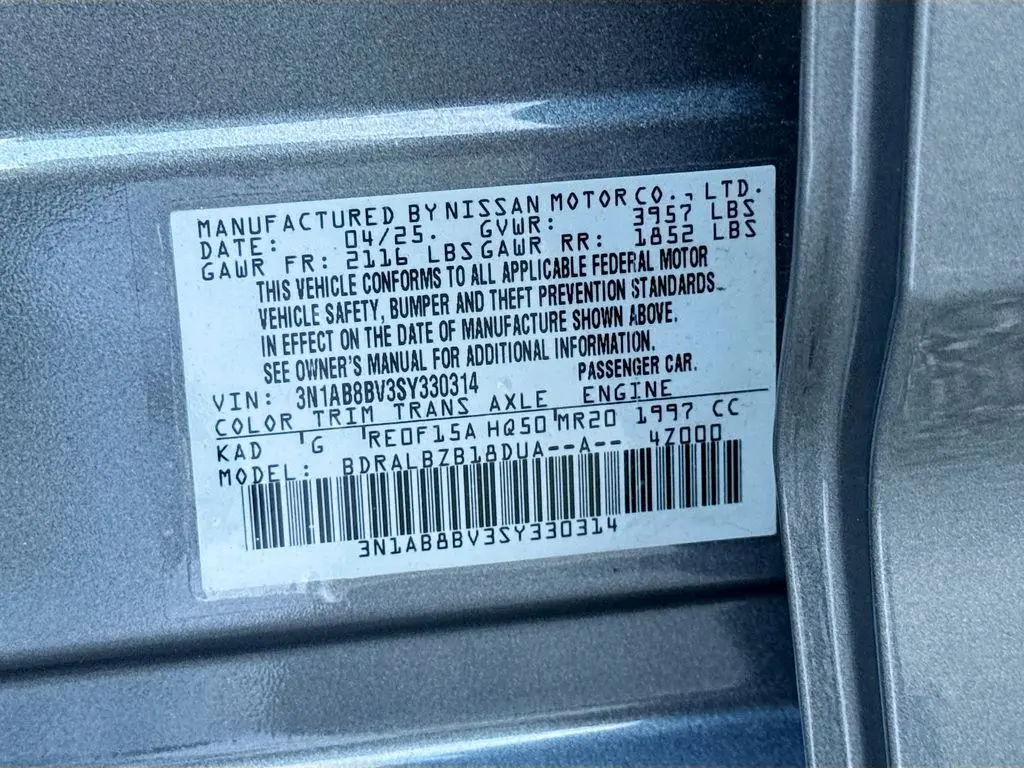 MANUFACTURED BY NISSAN MOTOR CO., LTD.
DATE: 04/25. GVWR: 3957 LBS
GAWR FR: 2116 LBS GAWR RR: 1852 LBS
THIS VEHICLE CONFORMS TO ALL APPLICABLE FEDERAL MOTOR
VEHICLE SAFETY, BUMPER AND THEFT PREVENTION STANDARDS
IN EFFECT ON THE DATE OF MANUFACTURE SHOWN ABOVE.
SEE OWNER'S MANUAL FOR ADDITIONAL INFORMATION.
PASSENGER CAR.
VIN: 3N1AB8BV3SY330314
COLOR TRIM TRANS AXLE ENGINE
KAD G RE0F15A HQ50 MR20 1997 CC
MODEL: BDRALBZB18DUA--A-- 4Z000
3N1AB8BV3SY330314